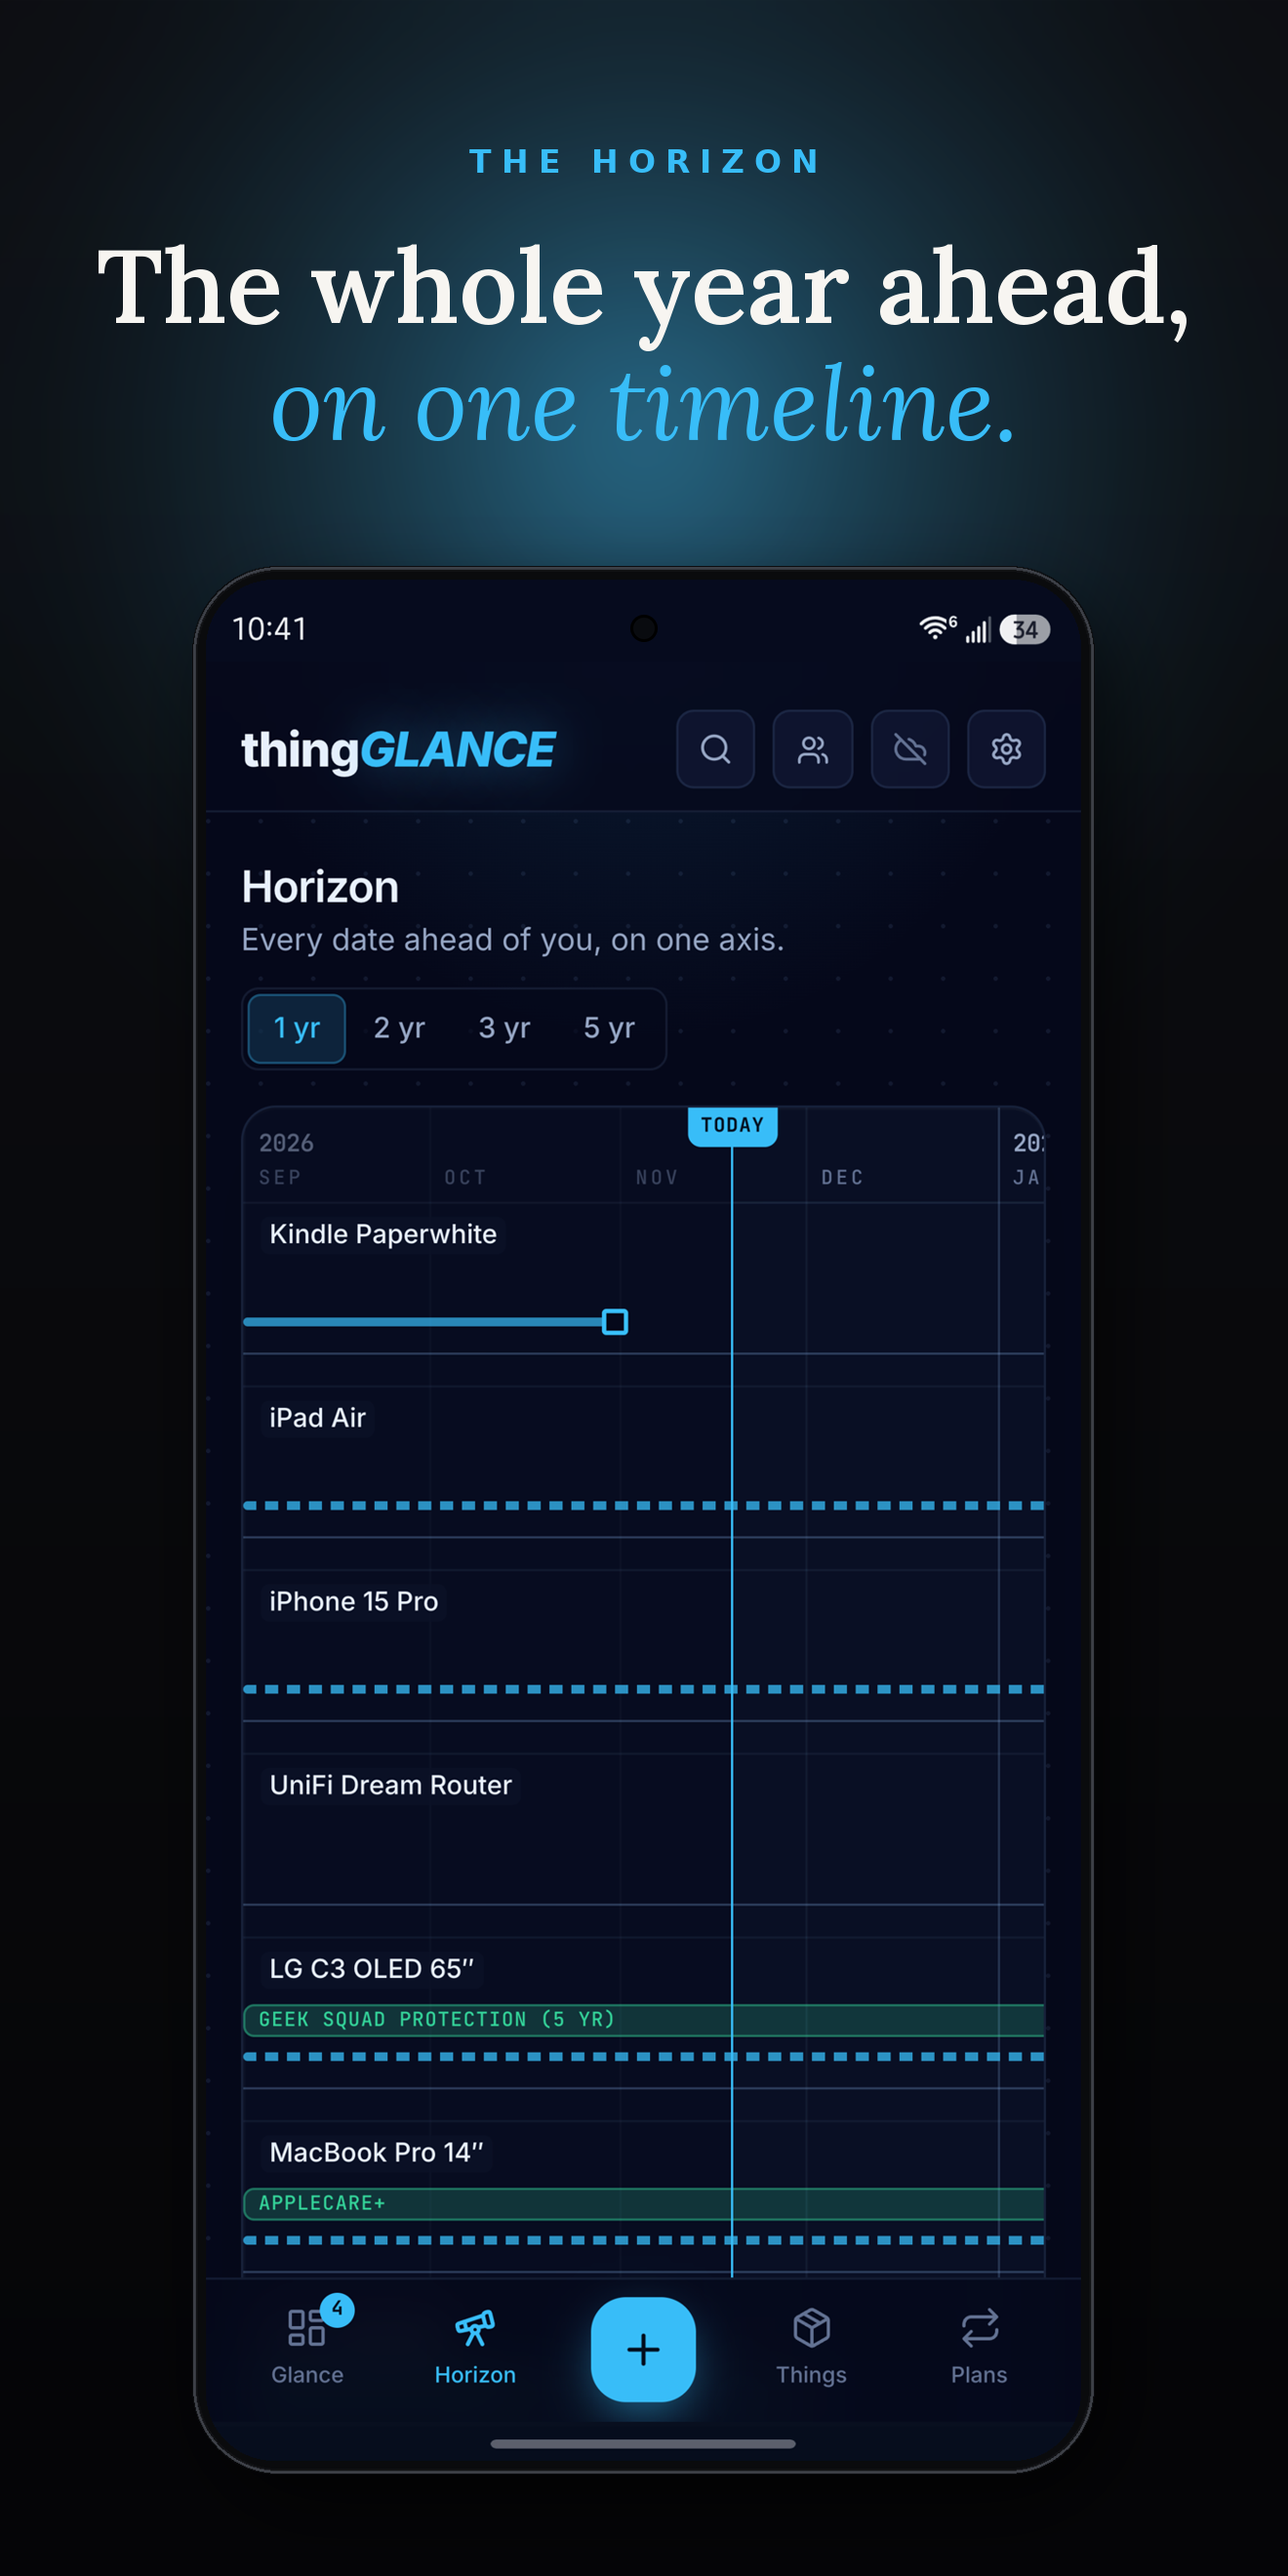 THE HORIZON
The whole year ahead,
on one timeline.
10:41
6
34
thingGLANCE
Horizon
Every date ahead of you, on one axis.
1 yr 2 yr 3 yr 5 yr
TODAY
2026
SEP OCT NOV DEC JA
Kindle Paperwhite
iPad Air
iPhone 15 Pro
UniFi Dream Router
LG C3 OLED 65″
GEEK SQUAD PROTECTION (5 YR)
MacBook Pro 14″
APPLECARE+
4
Glance Horizon Things Plans